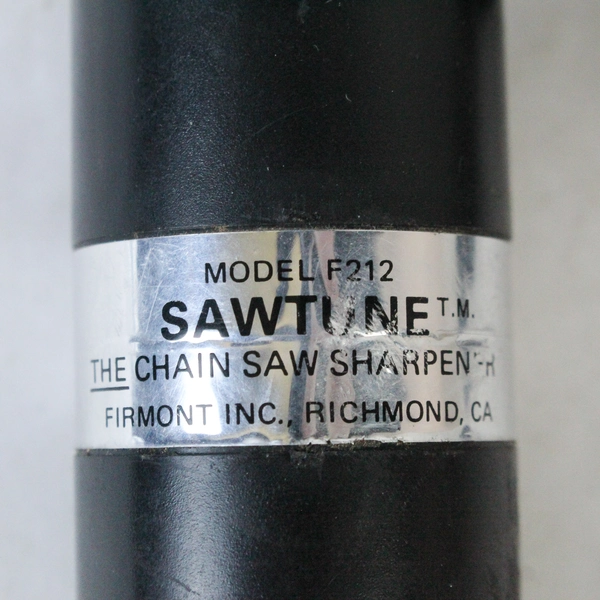 MODEL F212
SAWTUNE T.M.
THE CHAIN SAW SHARPENER
FIRMONT INC., RICHMOND, CA